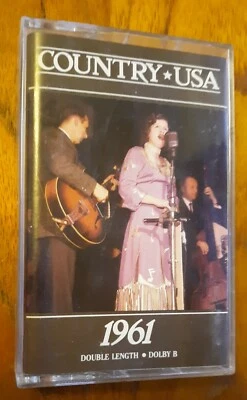 COUNTRY★USA
1961
DOUBLE LENGTH ● DOLBY B